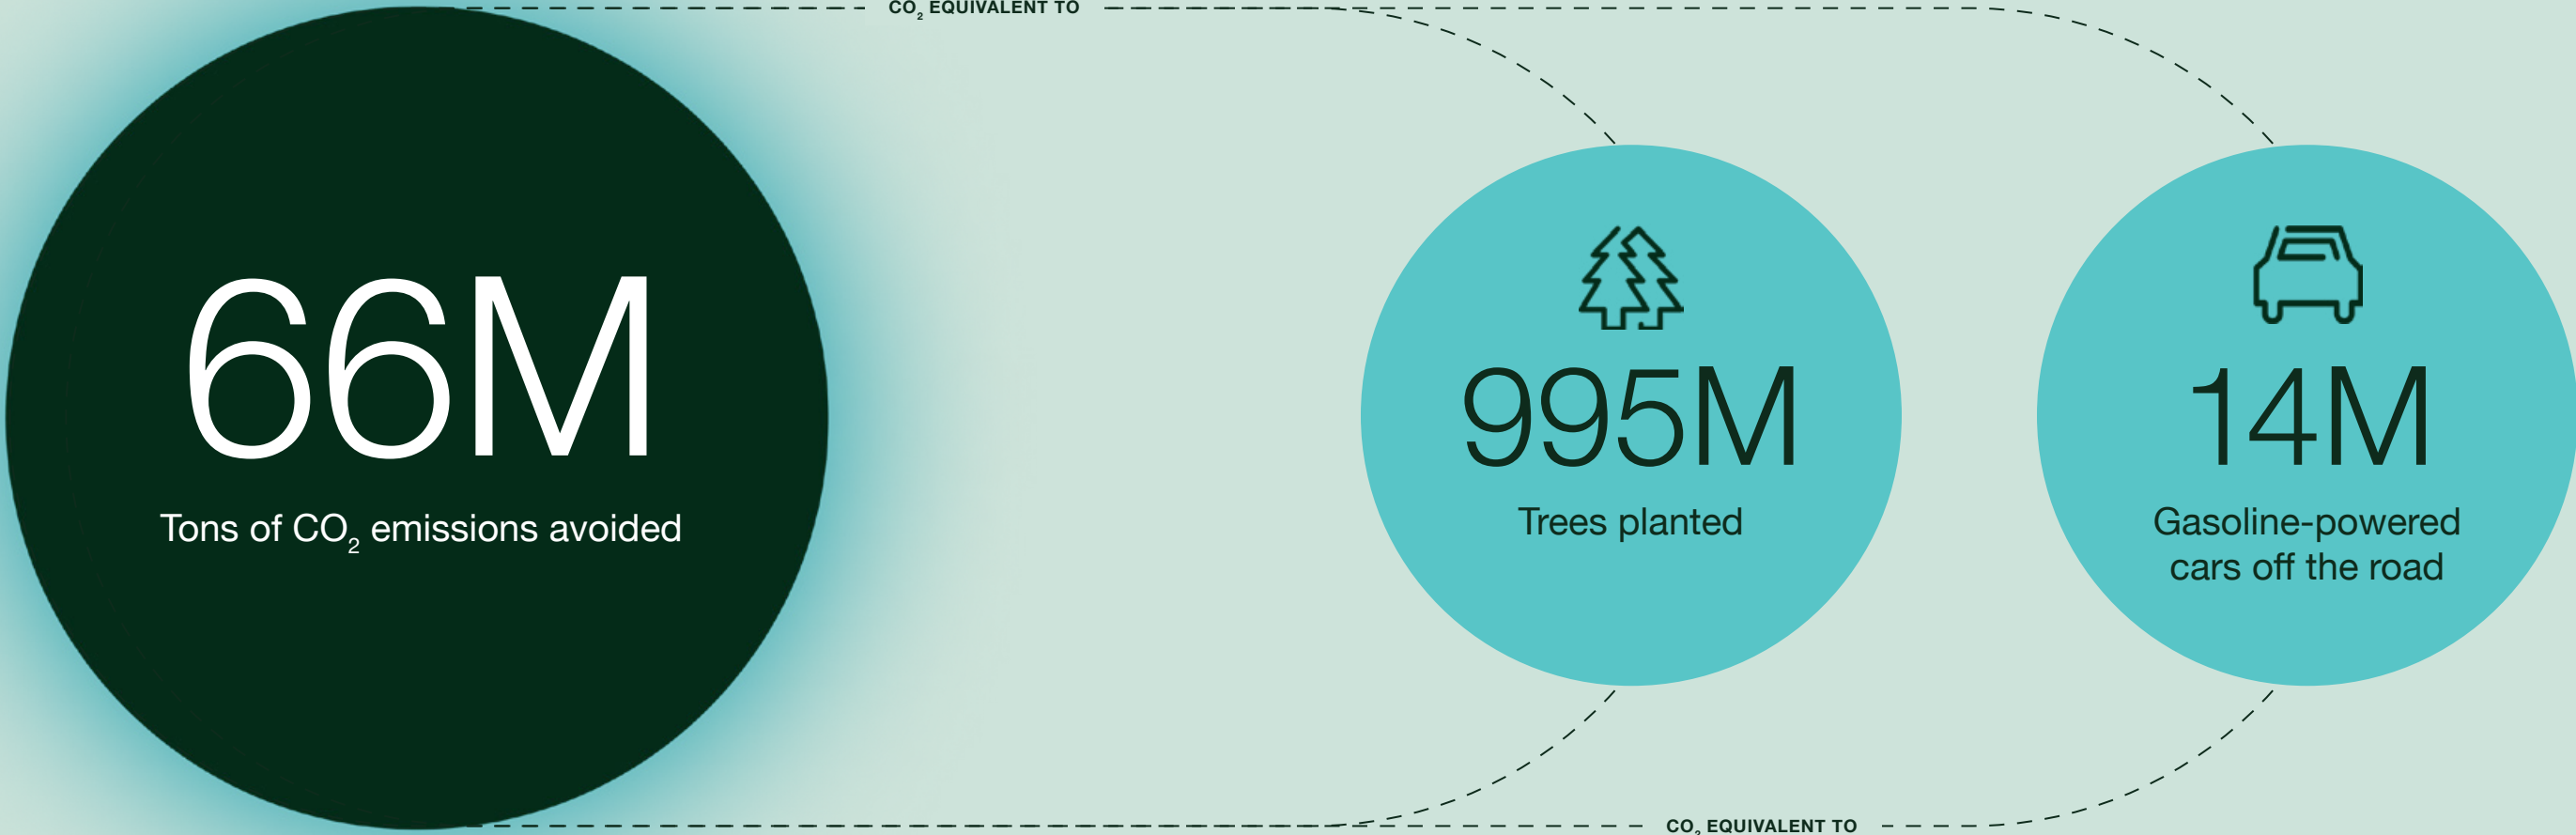 CO₂ EQUIVALENT TO
66M
Tons of CO₂ emissions avoided
995M
Trees planted
14M
Gasoline-powered
cars off the road
CO₂ EQUIVALENT TO